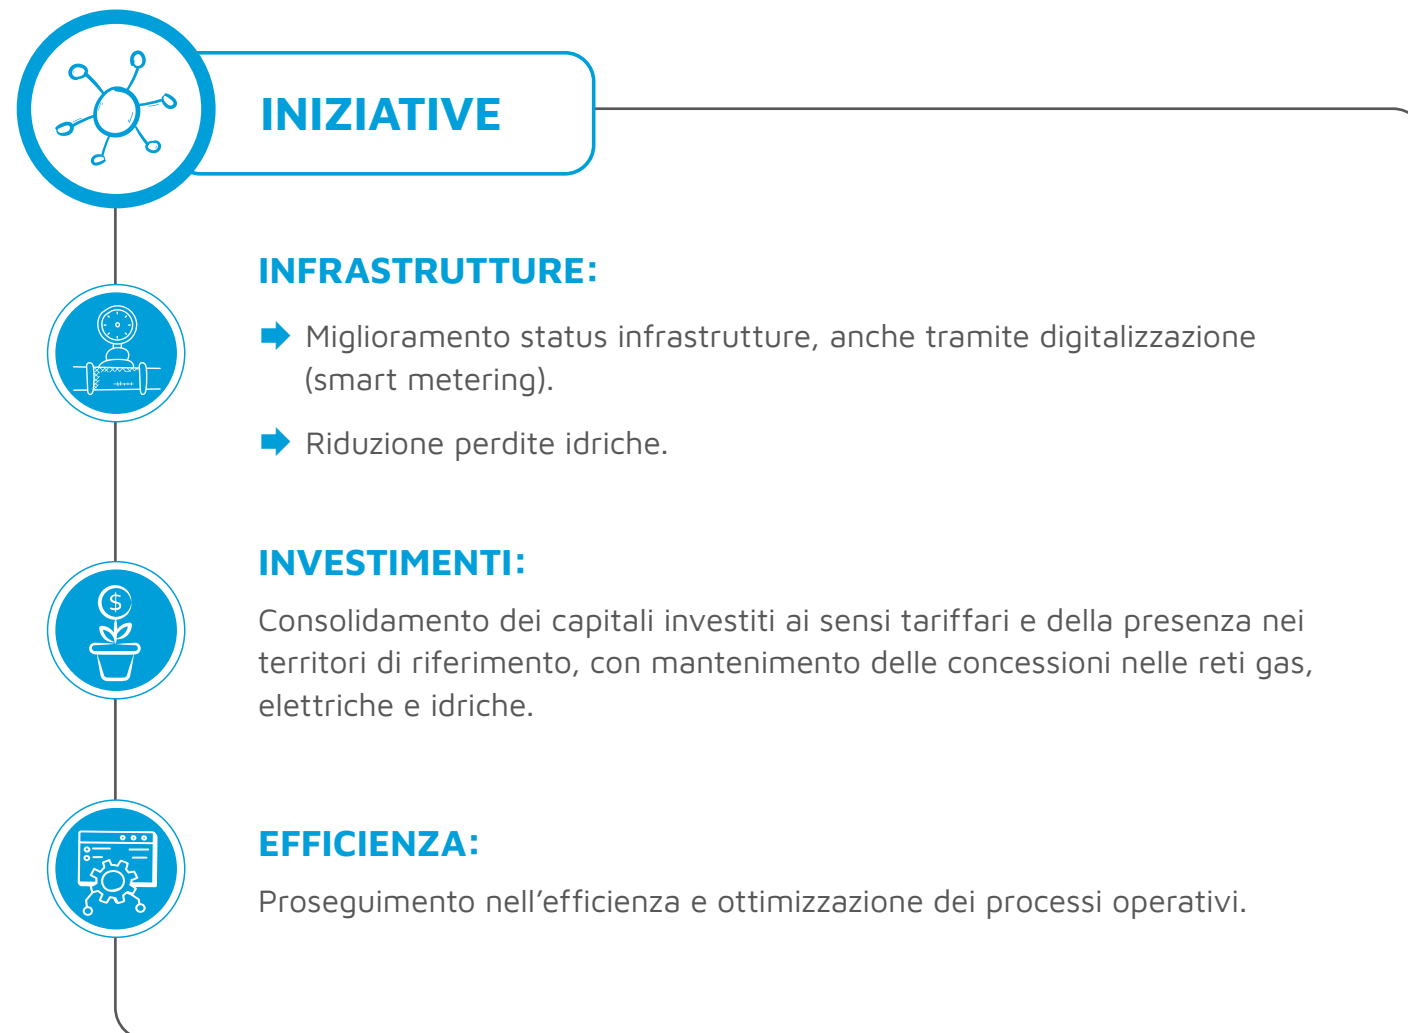 INIZIATIVE
INFRASTRUTTURE:
Miglioramento status infrastrutture, anche tramite digitalizzazione
(smart metering).
Riduzione perdite idriche.
INVESTIMENTI:
$
Consolidamento dei capitali investiti ai sensi tariffari e della presenza nei
territori di riferimento, con mantenimento delle concessioni nelle reti gas,
elettriche e idriche.
EFFICIENZA:
Proseguimento nell’efficienza e ottimizzazione dei processi operativi.